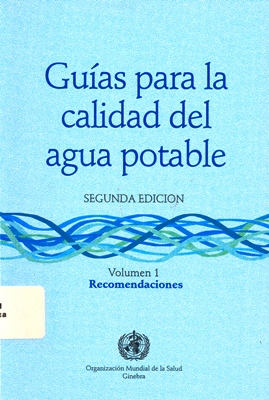 Guías para la
calidad del
agua potable
SEGUNDA EDICION
Volumen 1
Recomendaciones
Organización Mundial de la Salud
Ginebra